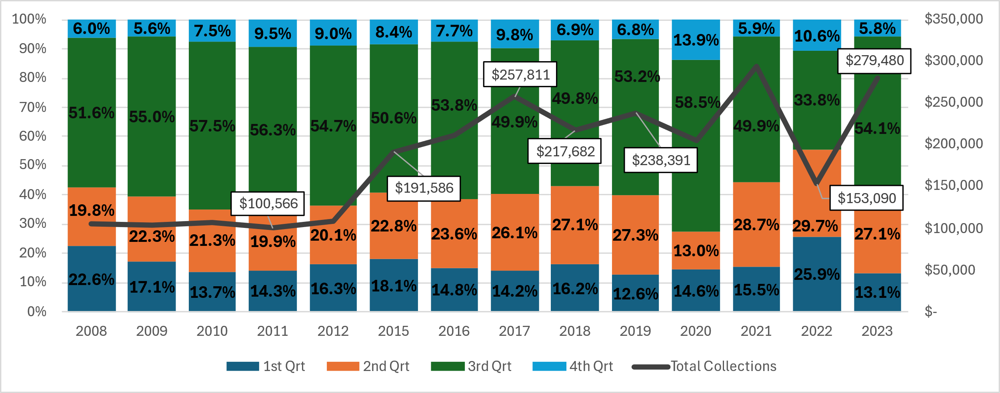 100% $350,000
6.0% 5.6% 7.5% 9.5% 9.0% 8.4% 7.7% 9.8% 6.9% 6.8% 13.9% 5.9% 10.6% 5.8%
90% $300,000
$257,811 $279,480
80% 53.2%
70% $250,000
51.6% 55.0% 57.5% 56.3% 54.7% 50.6% 53.8% 49.9% 49.8% 58.5% 49.9% 33.8% 54.1%
60% $200,000
$217,682 $238,391
50% $191,586 $150,000
40% $100,566 $153,090
19.8% 22.3% 21.3% 19.9% 20.1% 22.8% 23.6% 26.1% 27.1% 27.3% 13.0% 28.7% 29.7% 27.1%
30% $100,000
20% $50,000
22.6% 17.1% 13.7% 14.3% 16.3% 18.1% 14.8% 14.2% 16.2% 12.6% 14.6% 15.5% 25.9% 13.1%
10%
0% $-
2008 2009 2010 2011 2012 2015 2016 2017 2018 2019 2020 2021 2022 2023
1st Qrt 2nd Qrt 3rd Qrt 4th Qrt Total Collections